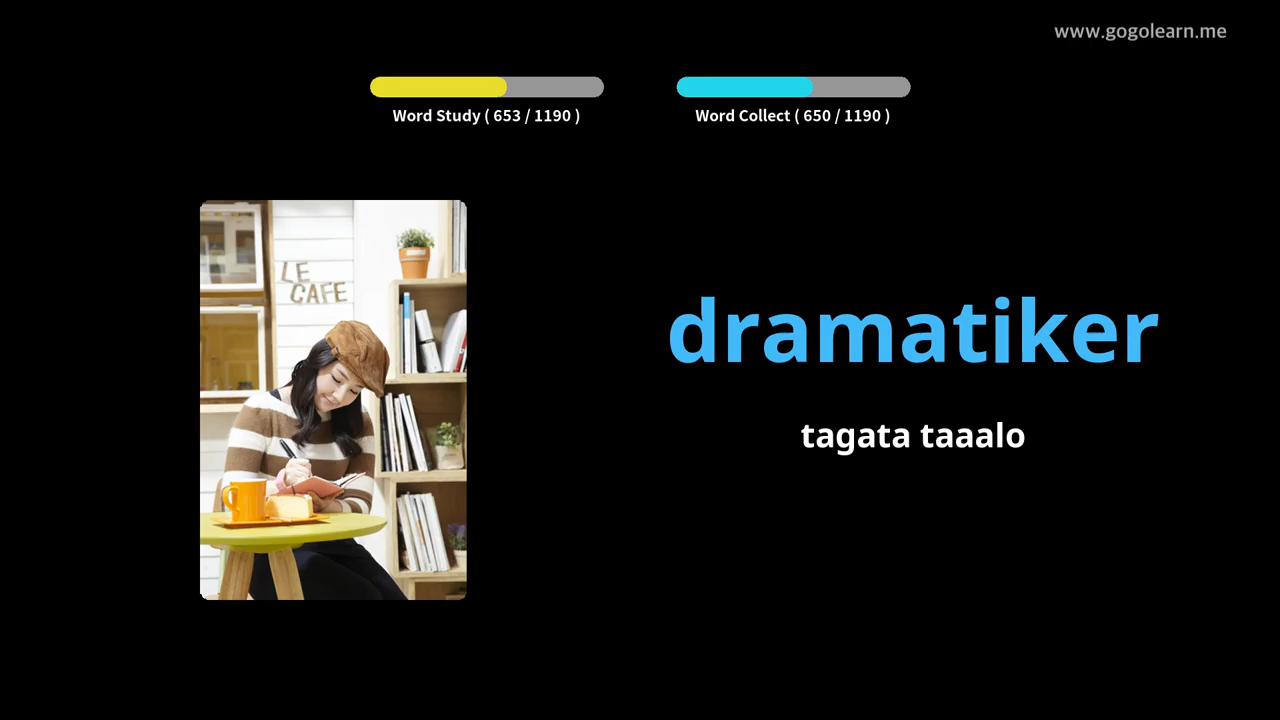 www.gogolearn.me
Word Study ( 653 / 1190 )
Word Collect ( 650 / 1190 )
LE
CAFE
dramatiker
tagata taaalo